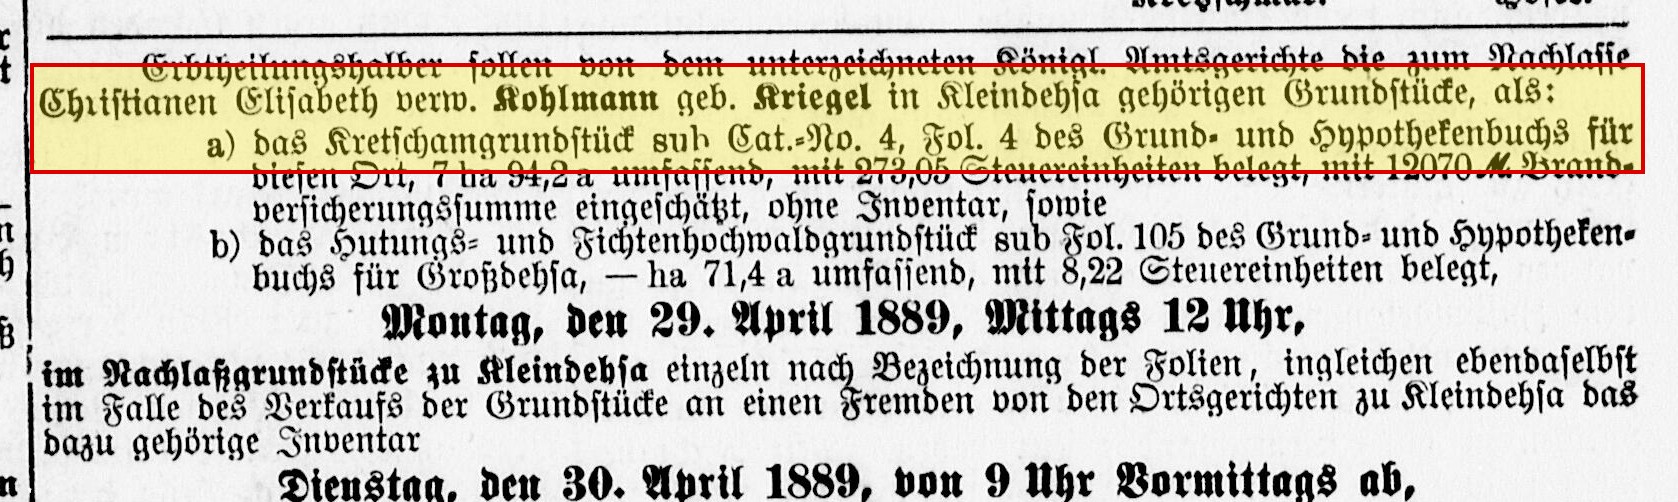 Erbtheilungshalber sollen von dem unterzeichneten Königl. Amtsgerichte die zum Nachlasse
Christianen Elisabeth verw. Kohlmann geb. Kriegel in Kleindehsa gehörigen Grundstücke, als:
a) das Kretschamgrundstück sub Cat.-No. 4, Fol. 4 des Grund- und Hypothekenbuchs für
diesen Ort, 7 ha 94,2 a umfassend, mit 273,05 Steuereinheiten belegt, mit 12070 M Brand-
versicherungssumme eingeschätzt, ohne Inventar, sowie
b) das Hutungs- und Fichtenhochwaldgrundstück sub Fol. 105 des Grund- und Hypotheken-
buchs für Großdehsa, — ha 71,4 a umfassend, mit 8,22 Steuereinheiten belegt,
Montag, den 29. April 1889, Mittags 12 Uhr,
im Nachlaßgrundstücke zu Kleindehsa einzeln nach Bezeichnung der Folien, ingleichen ebendaselbst
im Falle des Verkaufs der Grundstücke an einen Fremden von den Ortsgerichten zu Kleindehsa das
dazu gehörige Inventar
Dienstag, den 30. April 1889, von 9 Uhr Vormittags ab,